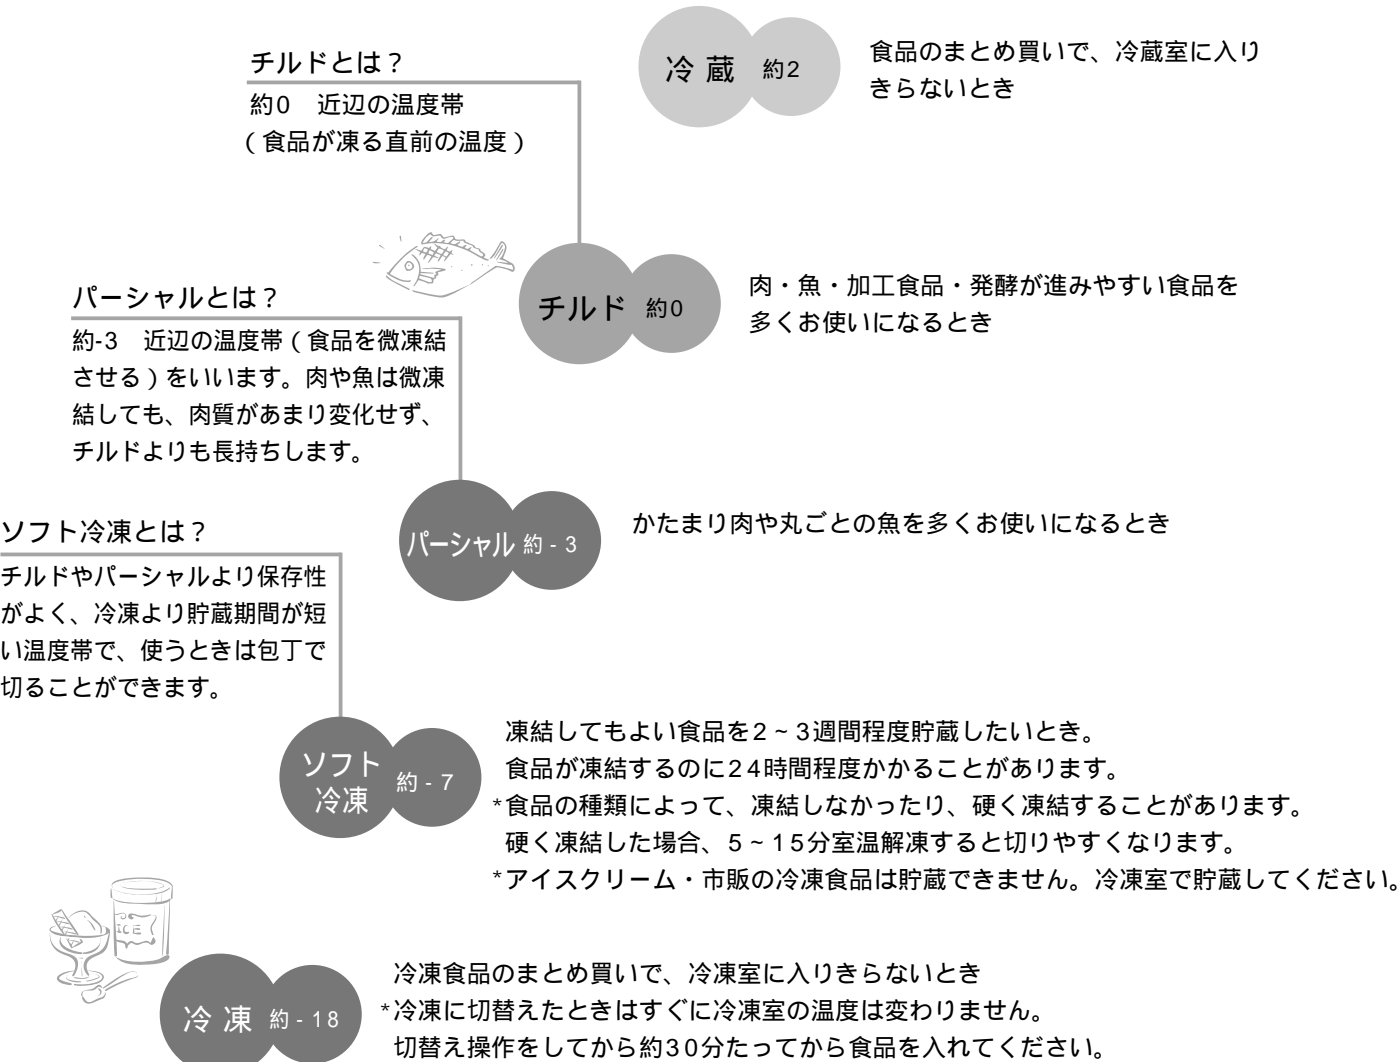 冷 蔵 約2
食品のまとめ買いで、冷蔵室に入り
きらないとき
チルドとは？
約0　近辺の温度帯
（食品が凍る直前の温度）
チルド 約0
肉・魚・加工食品・発酵が進みやすい食品を
多くお使いになるとき
パーシャルとは？
約-3　近辺の温度帯（食品を微凍結
させる）をいいます。肉や魚は微凍
結しても、肉質があまり変化せず、
チルドよりも長持ちします。
パーシャル 約 - 3
かたまり肉や丸ごとの魚を多くお使いになるとき
ソフト冷凍とは？
チルドやパーシャルより保存性
がよく、冷凍より貯蔵期間が短
い温度帯で、使うときは包丁で
切ることができます。
ソフト
冷凍
約 - 7
凍結してもよい食品を2 ~ 3週間程度貯蔵したいとき。
食品が凍結するのに24時間程度かかることがあります。
*食品の種類によって、凍結しなかったり、硬く凍結することがあります。
硬く凍結した場合、5 ~ 15分室温解凍すると切りやすくなります。
*アイスクリーム・市販の冷凍食品は貯蔵できません。冷凍室で貯蔵してください。
ICE
冷 凍 約 - 18
冷凍食品のまとめ買いで、冷凍室に入りきらないとき
*冷凍に切替えたときはすぐに冷凍室の温度は変わりません。
切替え操作をしてから約30分たってから食品を入れてください。